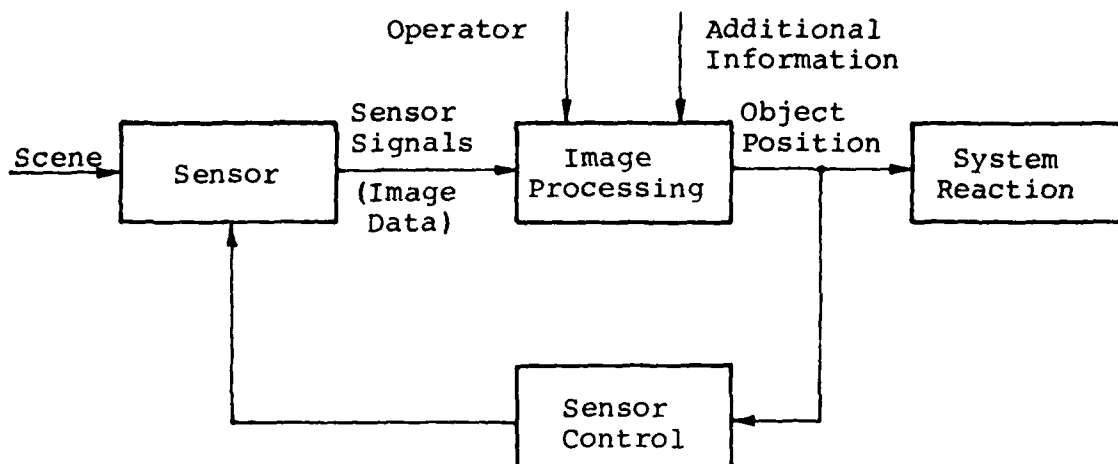 Operator
Additional
Information
Scene
Sensor
Sensor
Signals
(Image
Data)
Image
Processing
Object
Position
System
Reaction
Sensor
Control